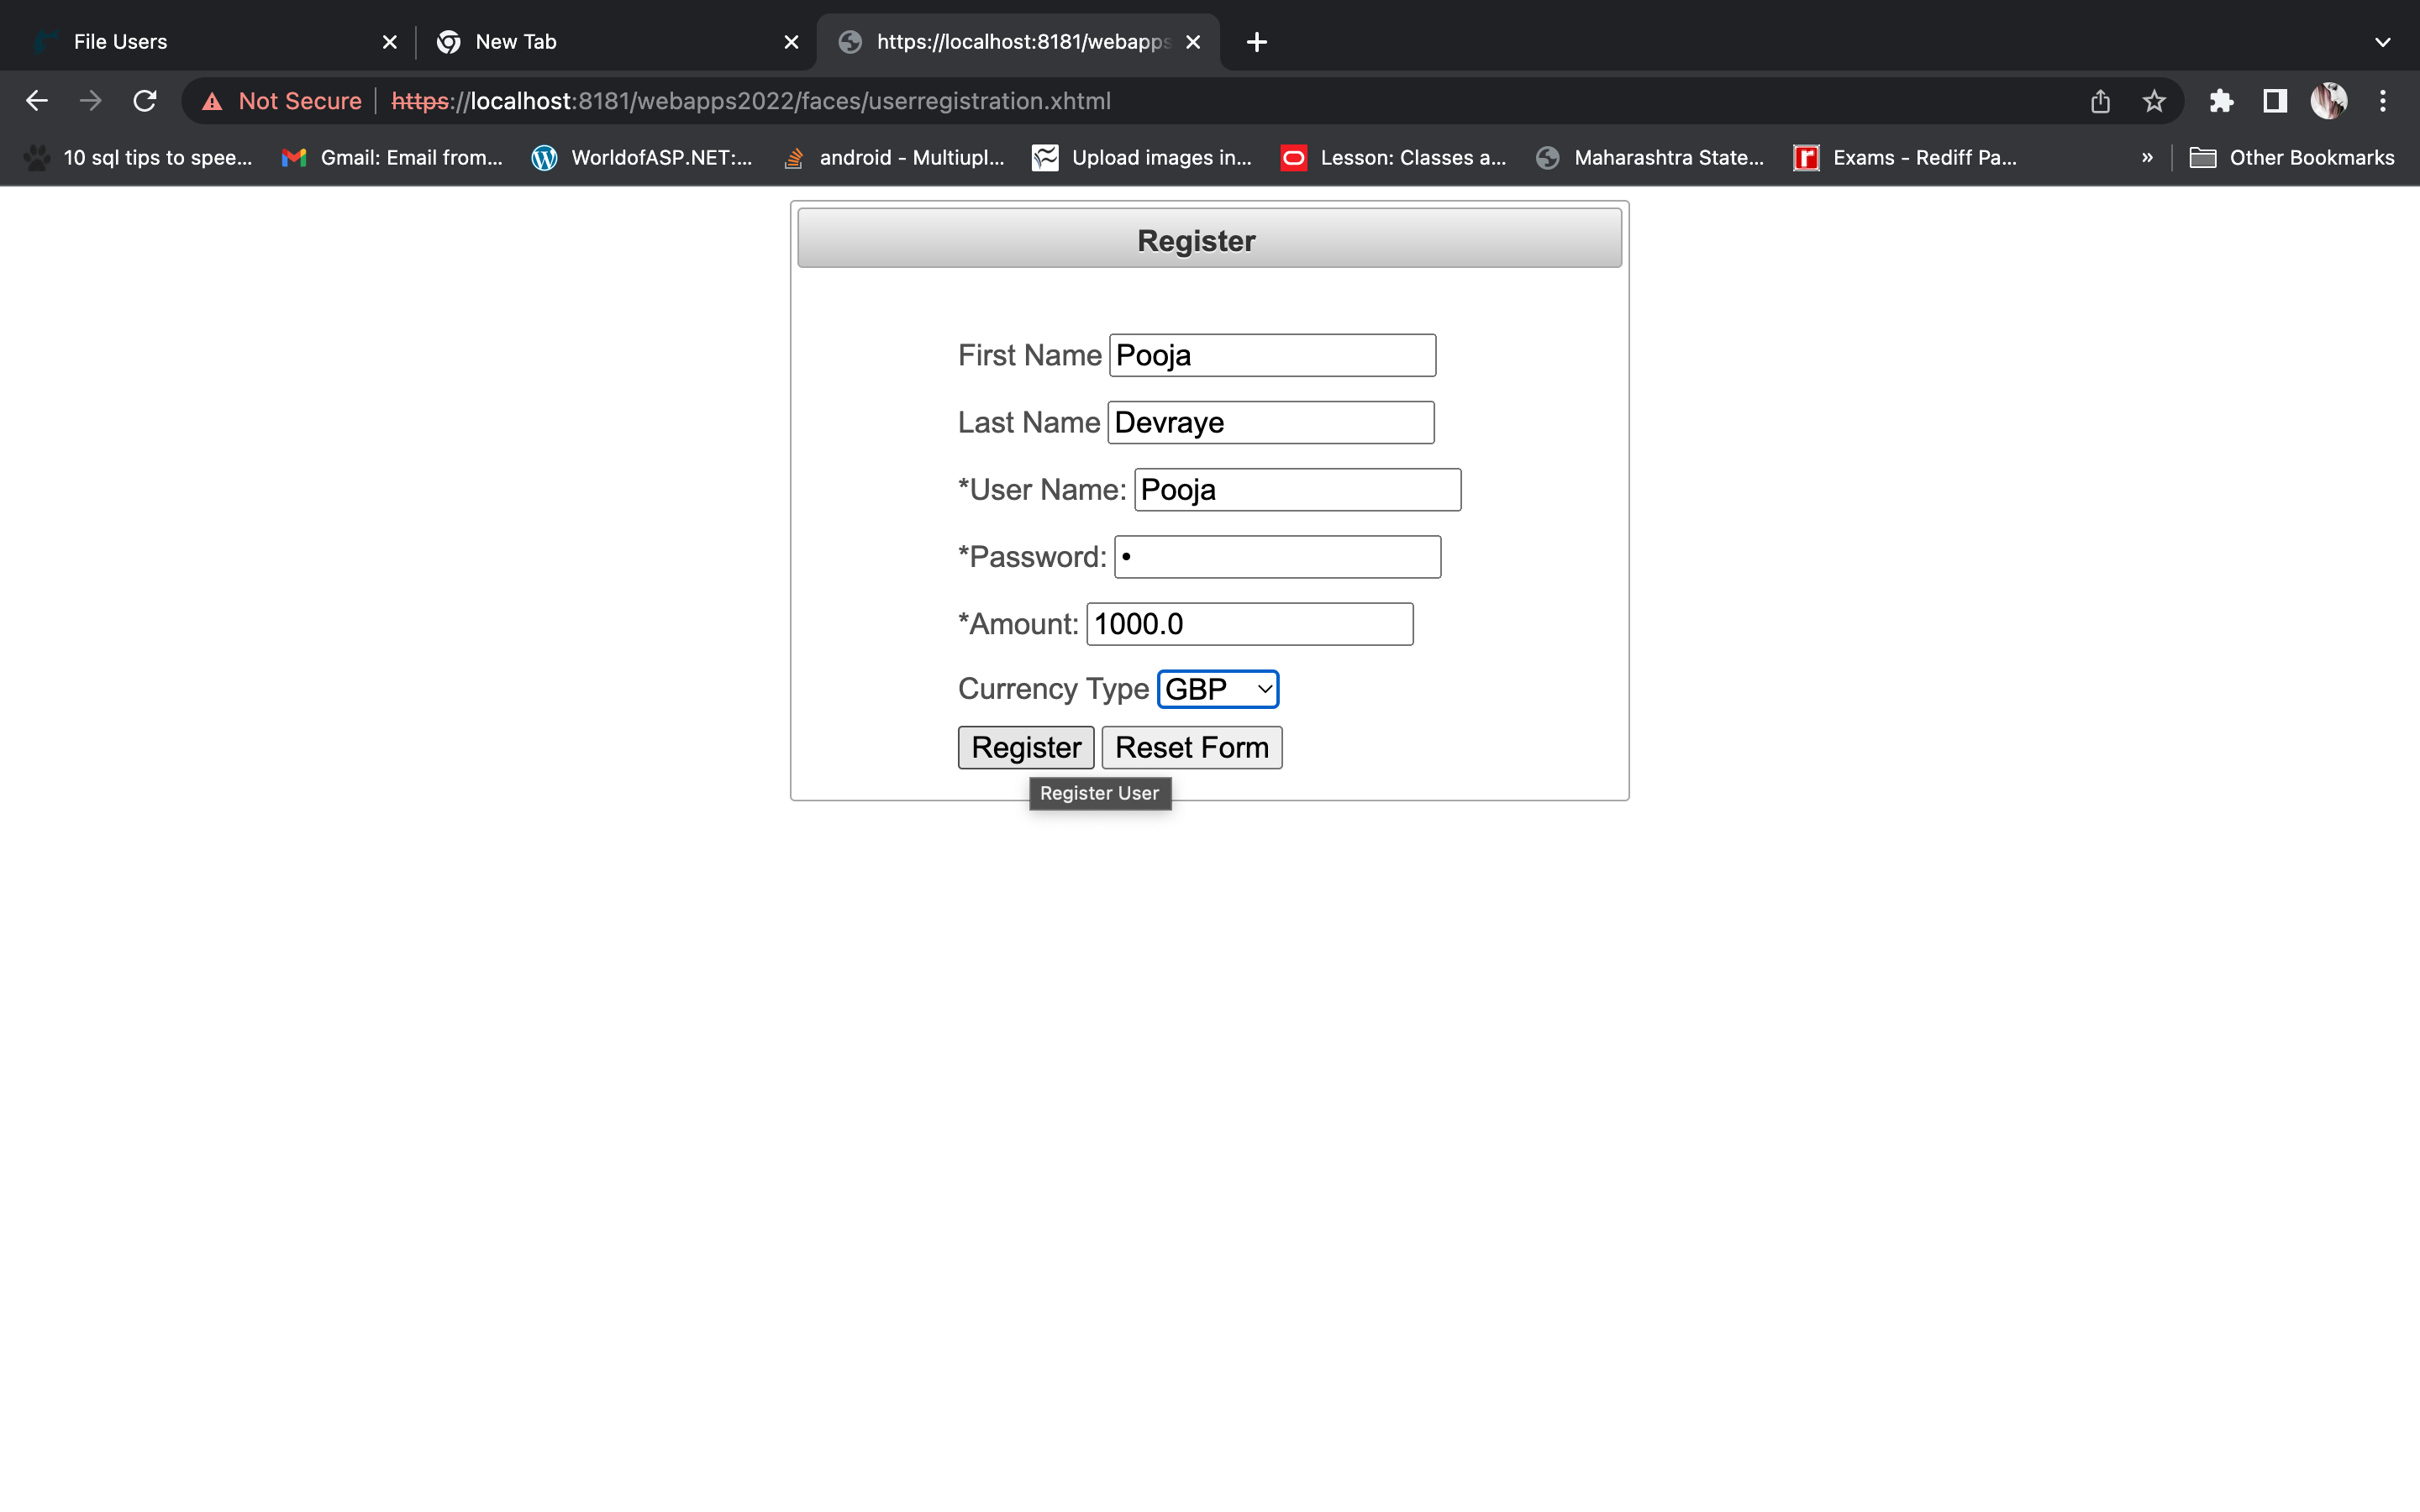 File Users
New Tab
https://localhost:8181/webapps
Not Secure https://localhost:8181/webapps2022/faces/userregistration.xhtml
10 sql tips to spee... Gmail: Email from... WorldofASP.NET:... android - Multiupl... Upload images in... Lesson: Classes a... Maharashtra State... Exams - Rediff Pa... » Other Bookmarks
Register
First Name Pooja
Last Name Devraye
*User Name: Pooja
*Password: •
*Amount: 1000.0
Currency Type GBP
Register Reset Form
Register User